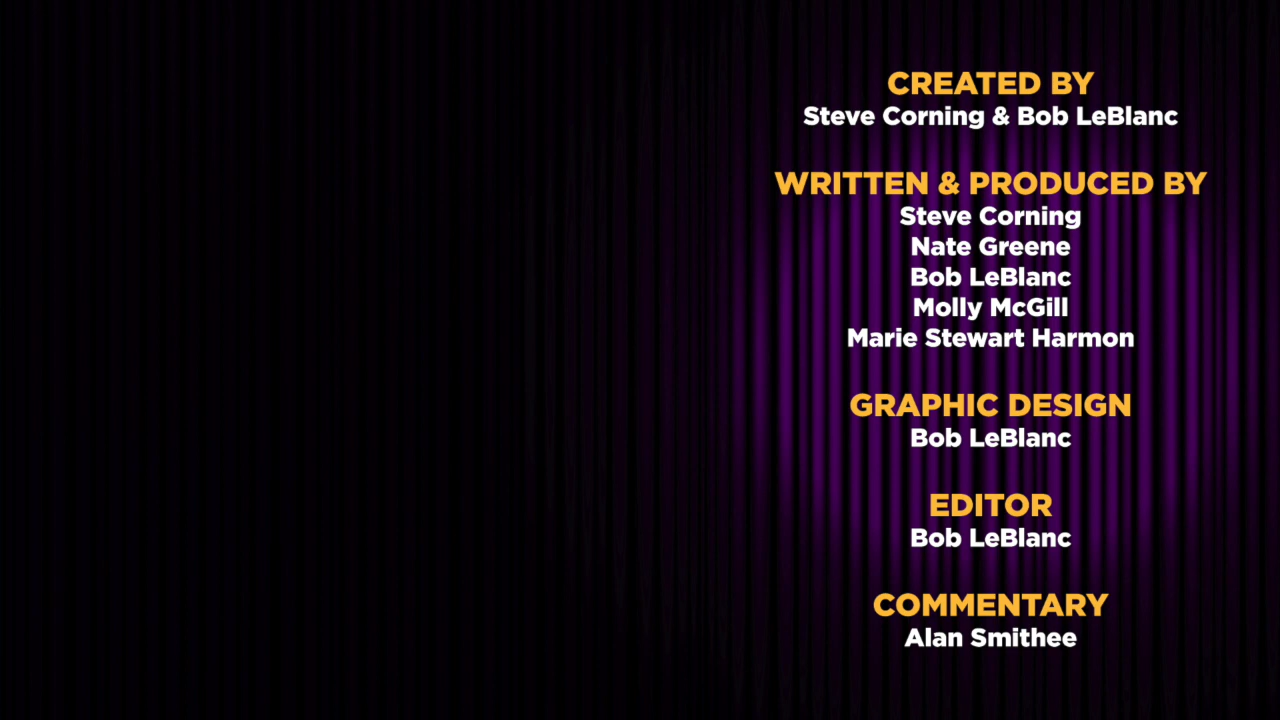 CREATED BY
Steve Corning & Bob LeBlanc
WRITTEN & PRODUCED BY
Steve Corning
Nate Greene
Bob LeBlanc
Molly McGill
Marie Stewart Harmon
GRAPHIC DESIGN
Bob LeBlanc
EDITOR
Bob LeBlanc
COMMENTARY
Alan Smithee